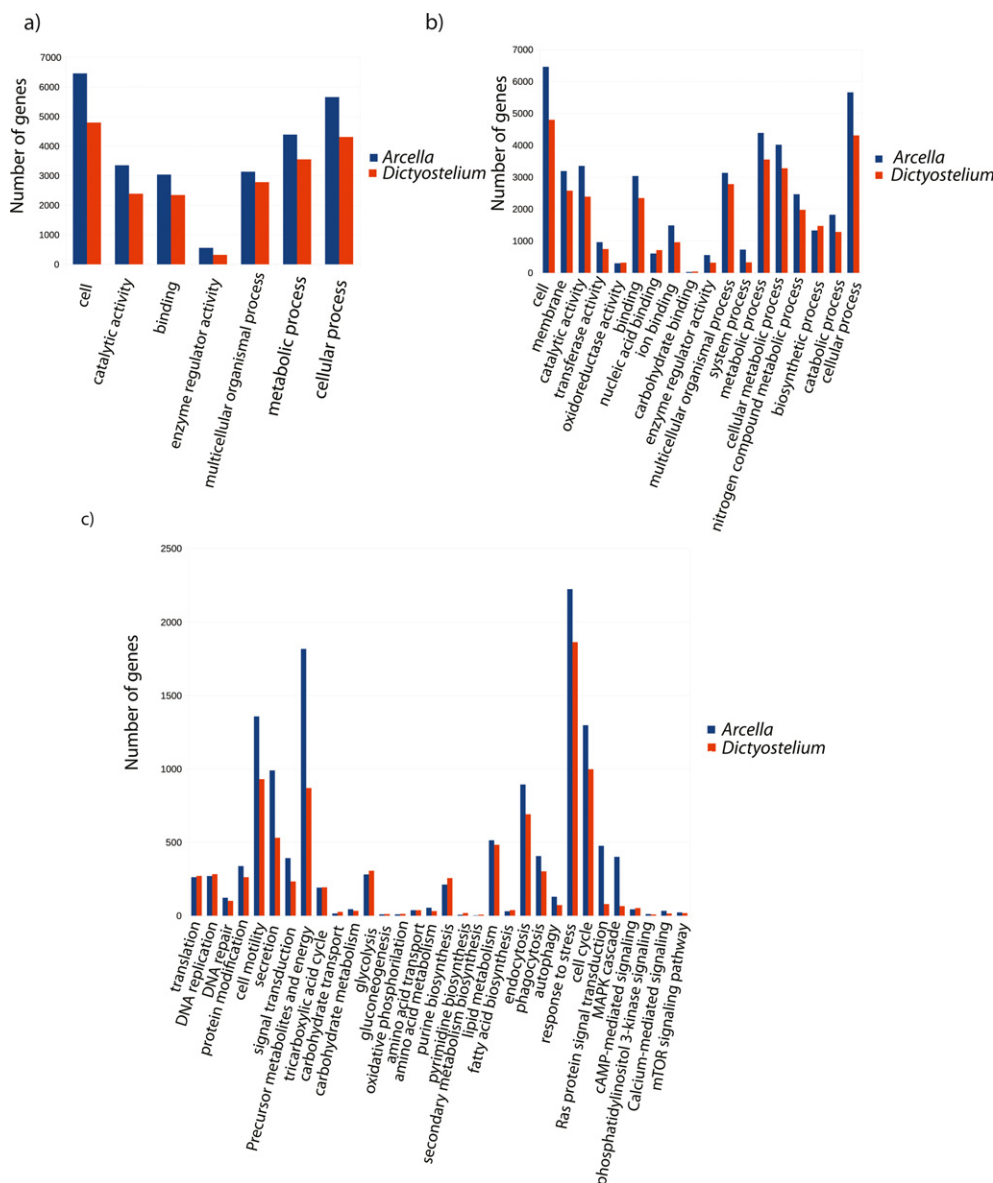 a)
Number of genes
7000
6000
5000
4000
3000
2000
1000
0
cell
catalytic activity
binding
enzyme regulator activity
multicellular organismal process
metabolic process
cellular process
Arcella
Dictyostelium
b)
Number of genes
7000
6000
5000
4000
3000
2000
1000
0
cell
membrane
catalytic activity
transferase activity
oxidoreductase activity
binding
nucleic acid binding
ion binding
carbohydrate binding
enzyme regulator activity
multicellular organismal process
system process
metabolic process
cellular metabolic process
nitrogen compound metabolic process
biosynthetic process
catabolic process
cellular process
Arcella
Dictyostelium
c)
Number of genes
2500
2000
1500
1000
500
0
translation
DNA replication
DNA repair
protein modification
cell motility
secretion
signal transduction
Precursor metabolites and energy
tricarboxylic acid cycle
carbohydrate transport
carbohydrate metabolism
glycolysis
gluconeogenesis
oxidative phosphorilation
amino acid transport
amino acid metabolism
purine biosynthesis
pyrimidine biosynthesis
secondary metabolism biosynthesis
lipid metabolism
fatty acid biosynthesis
endocytosis
phagocytosis
autophagy
response to stress
cell cycle
Ras protein signal transduction
MAPK cascade
cAMP-mediated signaling
phosphatidylinositol 3-kinase signaling
Calcium-mediated signaling
mTOR signaling pathway
Arcella
Dictyostelium